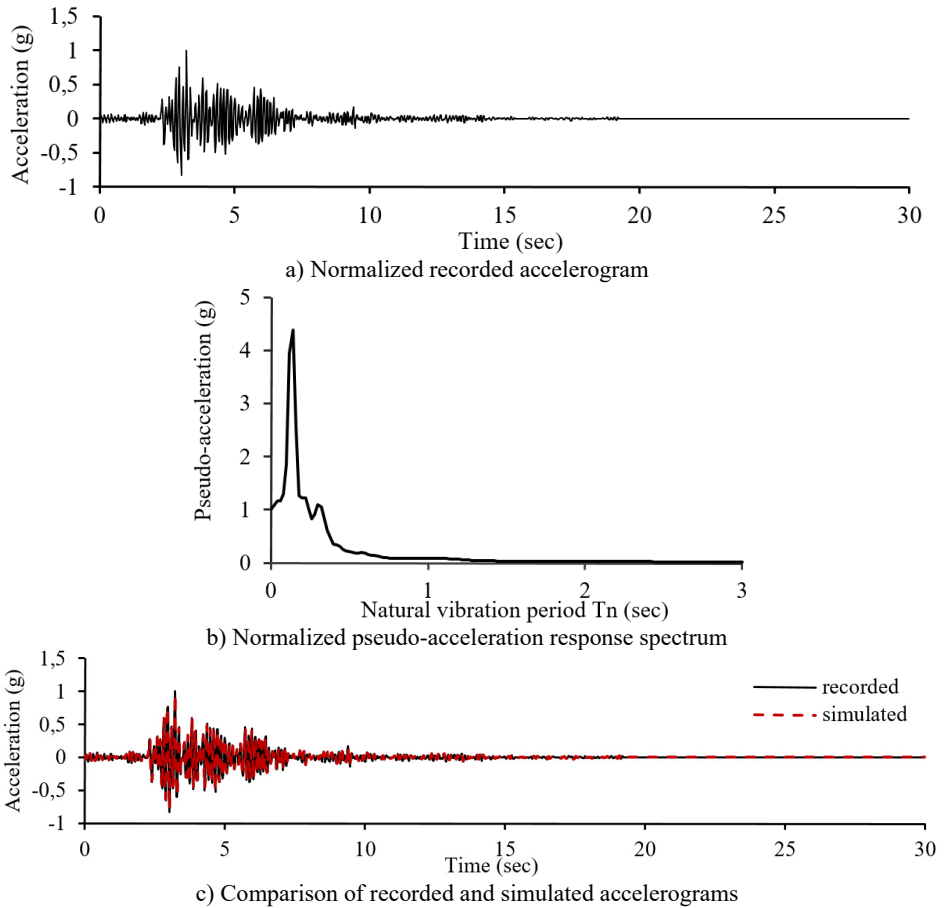 Acceleration (g)
1,5
1
0,5
0
-0,5
-1
0 5 10 15 20 25 30
Time (sec)
a) Normalized recorded accelerogram
Pseudo-acceleration (g)
5
4
3
2
1
0
0 1 2 3
Natural vibration period Tn (sec)
b) Normalized pseudo-acceleration response spectrum
Acceleration (g)
1,5
1
0,5
0
-0,5
-1
recorded
simulated
0 5 10 15 20 25 30
Time (sec)
c) Comparison of recorded and simulated accelerograms